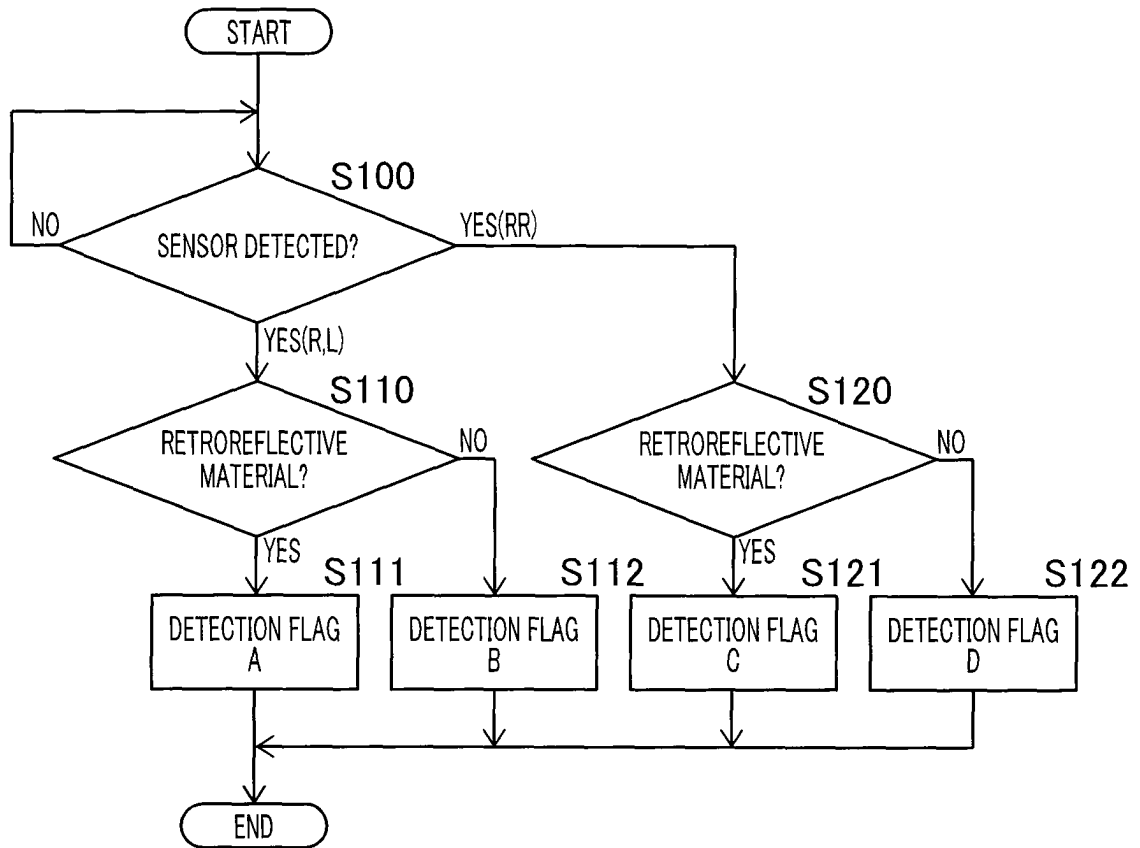 START
S100
NO
SENSOR DETECTED?
YES(RR)
YES(R,L)
S110
RETROREFLECTIVE
MATERIAL?
NO
YES
S120
RETROREFLECTIVE
MATERIAL?
NO
YES
S111
DETECTION FLAG
A
S112
DETECTION FLAG
B
S121
DETECTION FLAG
C
S122
DETECTION FLAG
D
END